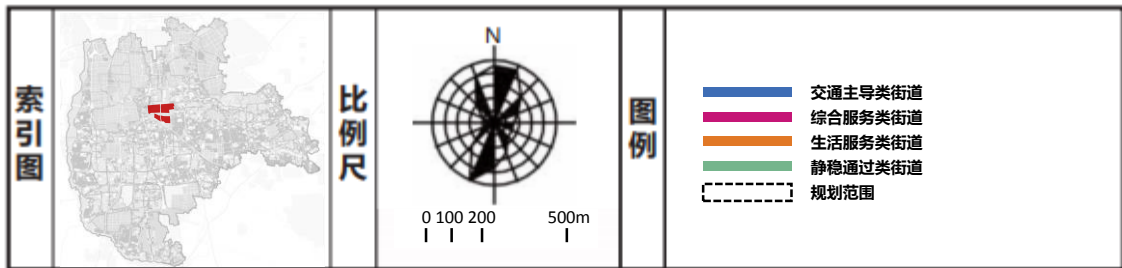 索引图
比例尺
N
0 100 200 500m
图例
交通主导类街道
综合服务类街道
生活服务类街道
静稳通过类街道
规划范围